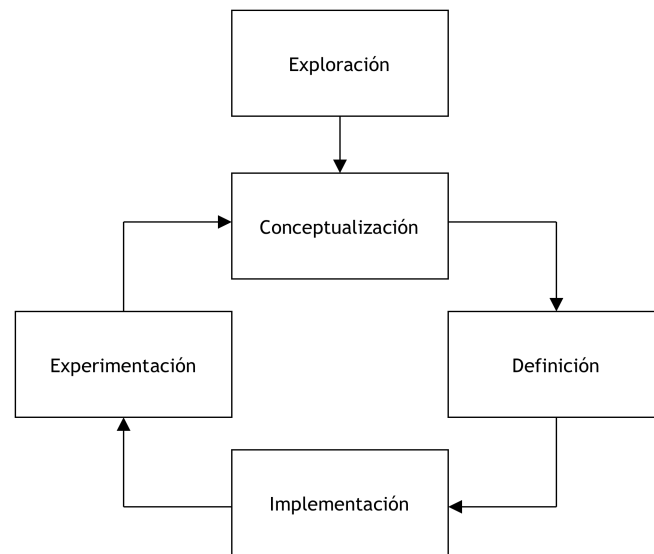 Exploración
Conceptualización
Experimentación
Definición
Implementación